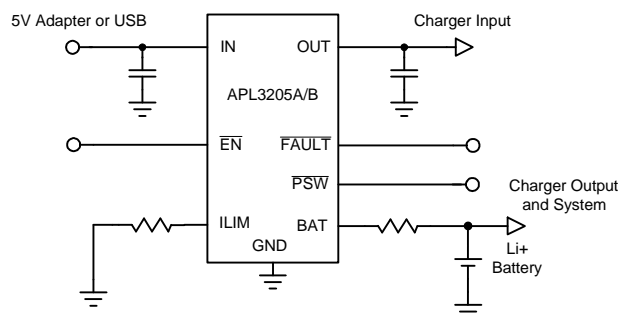 5V Adapter or USB
Charger Input
IN
OUT
APL3205A/B
EN
FAULT
PSW
Charger Output
and System
ILIM
BAT
GND
Li+
Battery